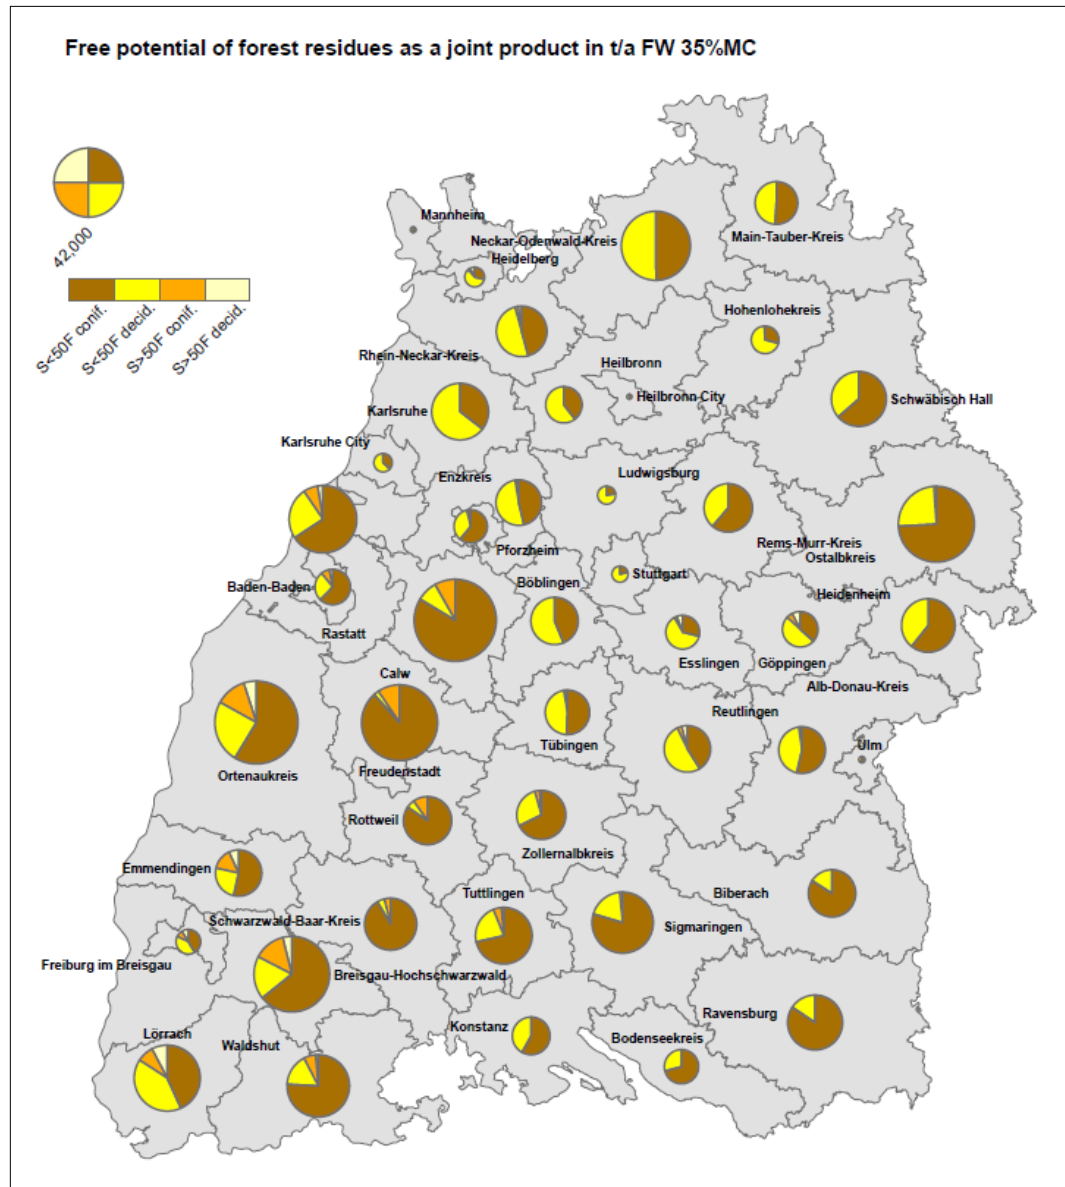 Free potential of forest residues as a joint product in t/a FW 35%MC
42,000
S<50F conif.
S<50F decid.
S>50F conif.
S>50F decid.
Mannheim
Neckar-Odenwald-Kreis
Main-Tauber-Kreis
Heidelberg
Hohenlohekreis
Rhein-Neckar-Kreis
Heilbronn
Heilbronn City
Schwäbisch Hall
Karlsruhe
Karlsruhe City
Enzkreis
Ludwigsburg
Rems-Murr-Kreis
Pforzheim
Ostalbkreis
Baden-Baden
Böblingen
Stuttgart
Heidenheim
Rastatt
Esslingen
Göppingen
Calw
Alb-Donau-Kreis
Reutlingen
Tübingen
Ulm
Ortenaukreis
Freudenstadt
Rottweil
Zollernalbkreis
Emmendingen
Tuttlingen
Biberach
Schwarzwald-Baar-Kreis
Sigmaringen
Freiburg im Breisgau
Breisgau-Hochschwarzwald
Ravensburg
Konstanz
Lörrach
Waldshut
Bodenseekreis